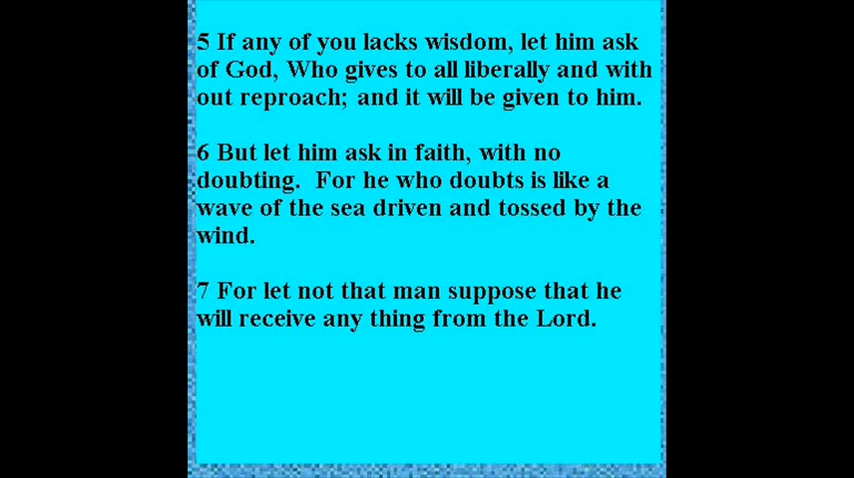 5 If any of you lacks wisdom, let him ask
of God, Who gives to all liberally and with
out reproach; and it will be given to him.
6 But let him ask in faith, with no
doubting.  For he who doubts is like a
wave of the sea driven and tossed by the
wind.
7 For let not that man suppose that he
will receive any thing from the Lord.